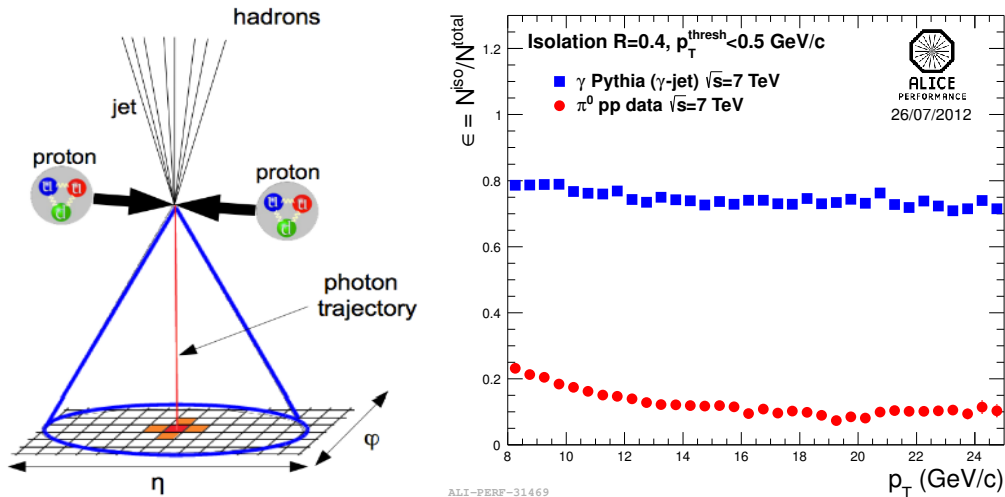 hadrons
jet
proton
proton
u
u
d
u
u
d
photon
trajectory
φ
η
Isolation R=0.4, p_T^thresh<0.5 GeV/c
γ Pythia (γ-jet) √s=7 TeV
π⁰ pp data √s=7 TeV
ALICE
PERFORMANCE
26/07/2012
ϵ = N^iso/N^total
1.2
1
0.8
0.6
0.4
0.2
0
8
10
12
14
16
18
20
22
24
p_T (GeV/c)
ALI-PERF-31469